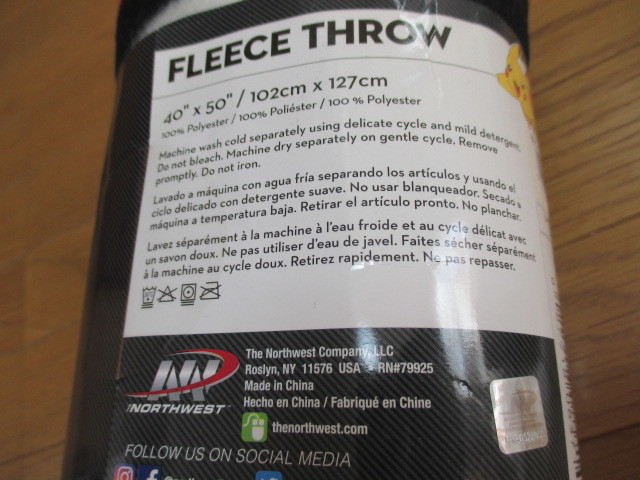 FLEECE THROW
40" x 50" / 102cm x 127cm
100% Polyester / 100% Poliéster / 100 % Polyester
Machine wash cold separately using delicate cycle and mild detergent.
Do not bleach. Machine dry separately on gentle cycle. Remove
promptly. Do not iron.
Lavado a máquina con agua fría separando los artículos y usando el
ciclo delicado con detergente suave. No usar blanqueador. Secado a
máquina a temperatura baja. Retirar el artículo pronto. No planchar.
Lavez séparément à la machine à l'eau froide et au cycle délicat avec
un savon doux. Ne pas utiliser d'eau de javel. Faites sécher séparément
à la machine au cycle doux. Retirez rapidement. Ne pas repasser.
The Northwest Company, LLC
Roslyn, NY 11576 USA • RN#79925
Made in China
Hecho en China / Fabriqué en Chine
THE NORTHWEST
thenorthwest.com
FOLLOW US ON SOCIAL MEDIA